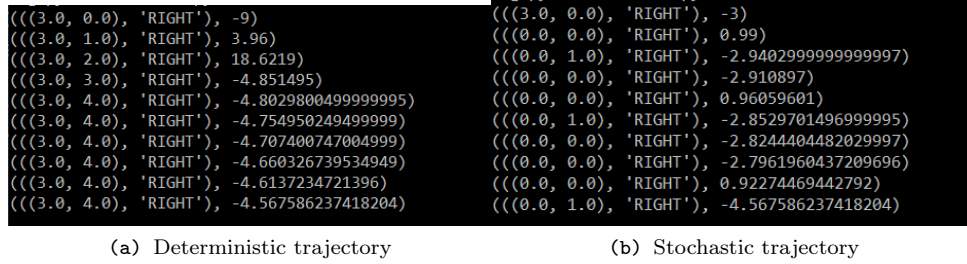 (((3.0, 0.0), 'RIGHT'), -9)
(((3.0, 1.0), 'RIGHT'), 3.96)
(((3.0, 2.0), 'RIGHT'), 18.6219)
(((3.0, 3.0), 'RIGHT'), -4.851495)
(((3.0, 4.0), 'RIGHT'), -4.8029800499999995)
(((3.0, 4.0), 'RIGHT'), -4.754950249499999)
(((3.0, 4.0), 'RIGHT'), -4.707400747004999)
(((3.0, 4.0), 'RIGHT'), -4.660326739534949)
(((3.0, 4.0), 'RIGHT'), -4.6137234721396)
(((3.0, 4.0), 'RIGHT'), -4.567586237418204)
(a) Deterministic trajectory
(((3.0, 0.0), 'RIGHT'), -3)
(((0.0, 0.0), 'RIGHT'), 0.99)
(((0.0, 1.0), 'RIGHT'), -2.9402999999999997)
(((0.0, 0.0), 'RIGHT'), -2.910897)
(((0.0, 0.0), 'RIGHT'), 0.96059601)
(((0.0, 1.0), 'RIGHT'), -2.8529701496999995)
(((0.0, 0.0), 'RIGHT'), -2.8244404482029997)
(((0.0, 0.0), 'RIGHT'), -2.7961960437209696)
(((0.0, 0.0), 'RIGHT'), 0.92274469442792)
(((0.0, 1.0), 'RIGHT'), -4.567586237418204)
(b) Stochastic trajectory